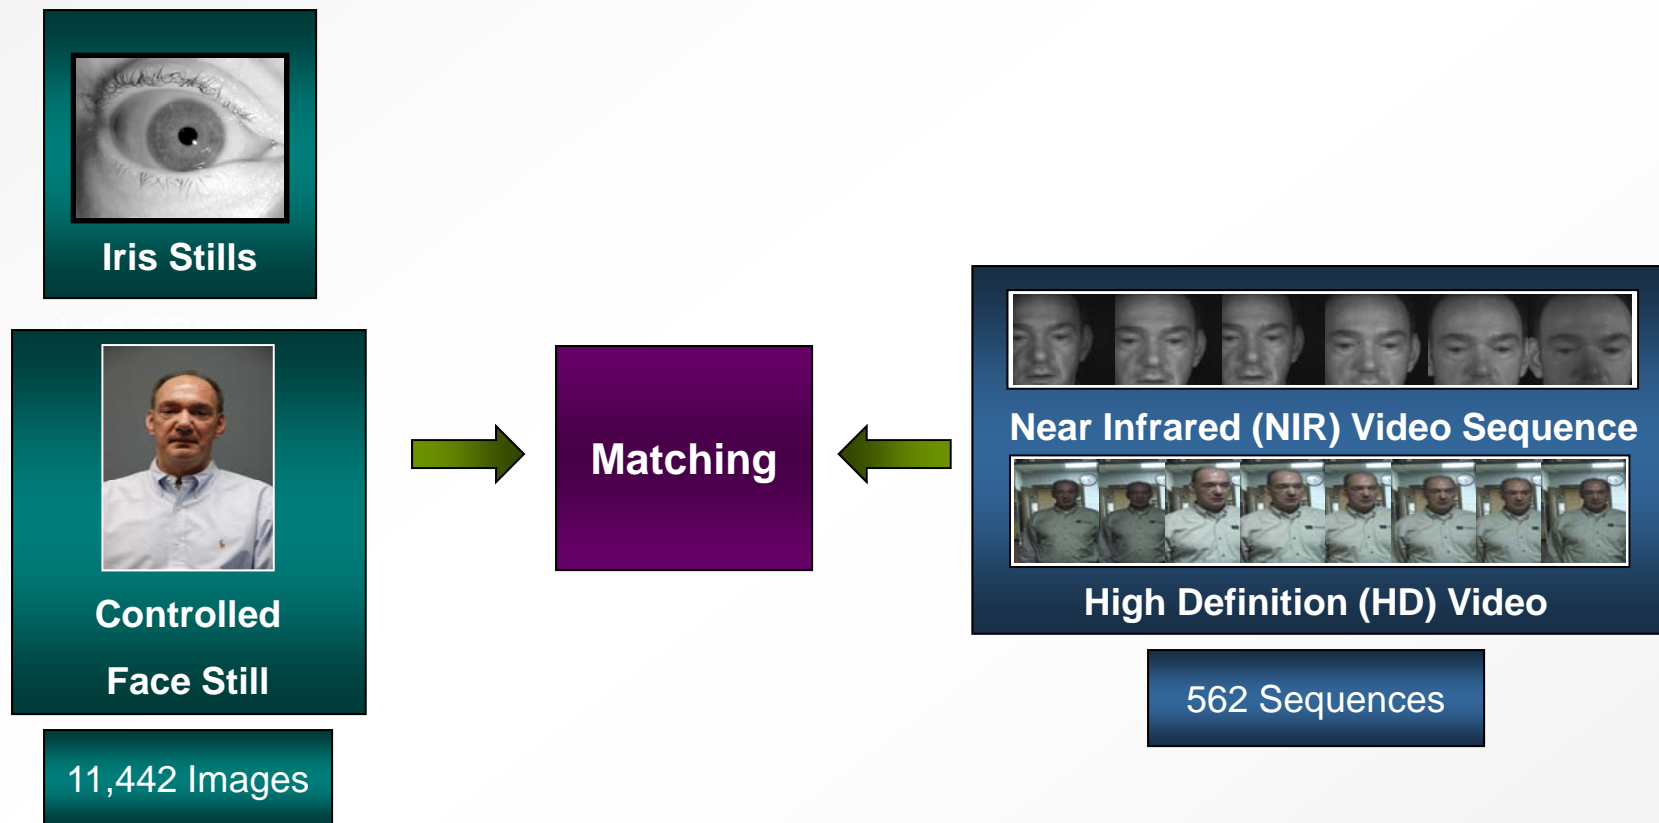 Iris Stills
Controlled
Face Still
11,442 Images
Matching
Near Infrared (NIR) Video Sequence
High Definition (HD) Video
562 Sequences